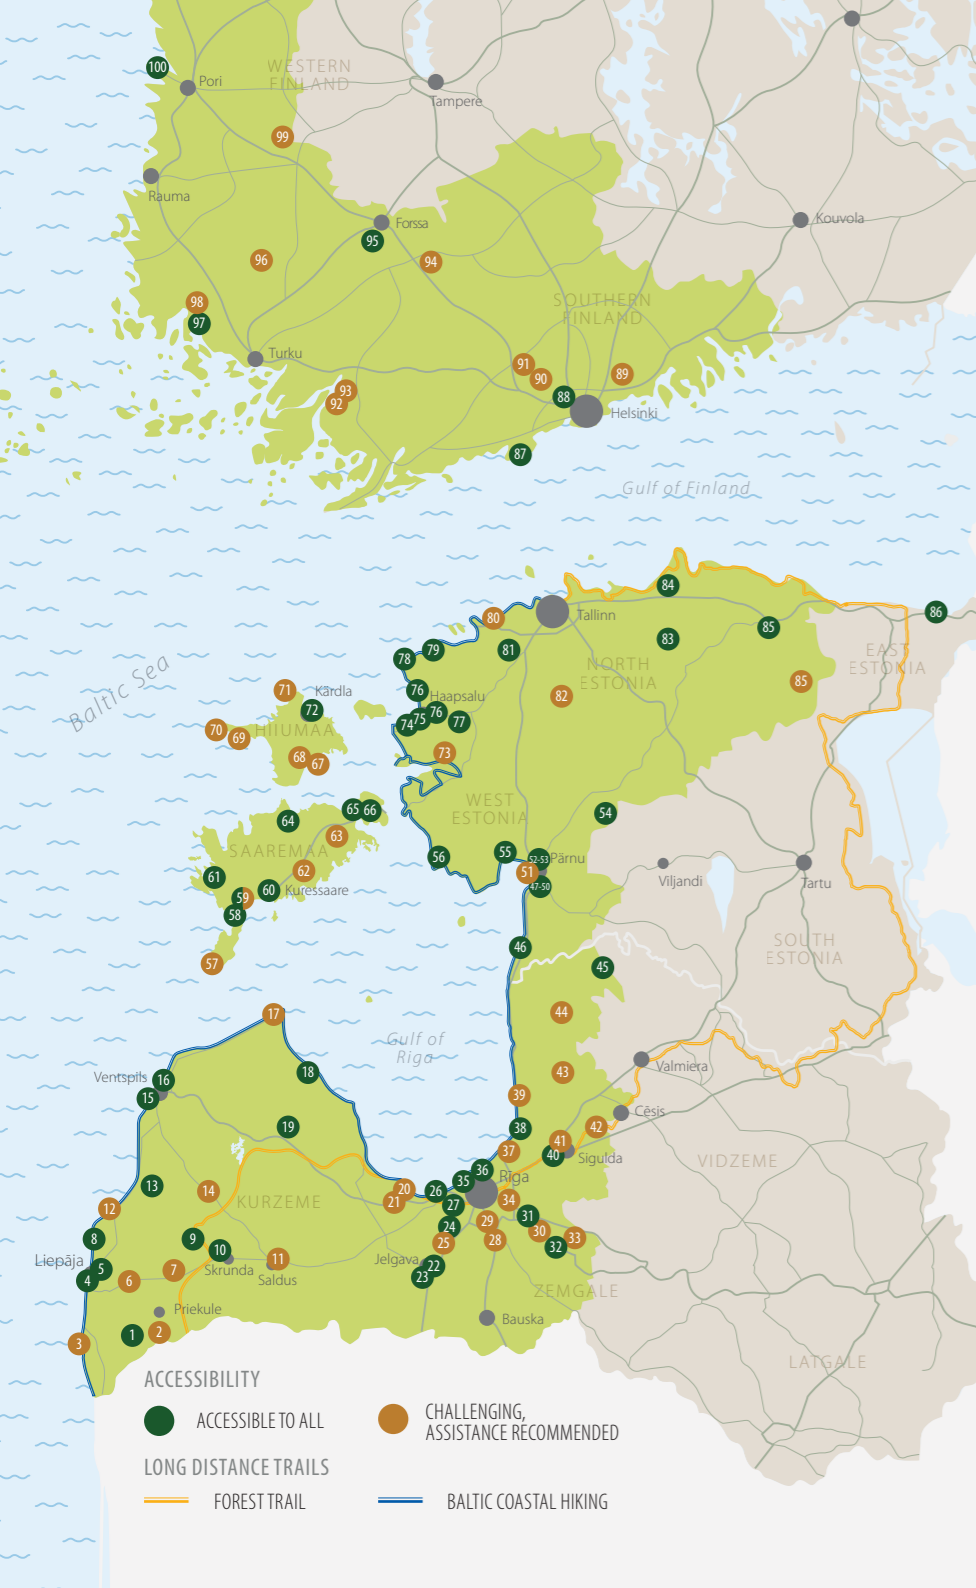 100
Pori
WESTERN
FINLAND
Tampere
99
Rauma
Forssa
Kouvola
95
96
94
98
97
SOUTHERN
FINLAND
Turku
91
90
89
93
92
88
Helsinki
87
Gulf of Finland
84
86
80
Tallinn
85
83
79
78
81
EAST
ESTONIA
NORTH
ESTONIA
Baltic Sea
71
Kärdla
76
Haapsalu
82
85
72
74
75
76
77
70
69
HIIUMAA
68
67
73
WEST
ESTONIA
65
66
64
54
63
SAAREMAA
56
55
52-53
Pärnu
62
51
61
60
Kuressaare
47-50
Viljandi
Tartu
59
58
46
SOUTH
ESTONIA
57
45
17
44
Gulf of
Riga
Ventspils
16
18
43
Valmiera
15
39
19
38
Cēsis
42
41
37
40
Sigulda
VIDZEME
36
35
Rīga
13
14
20
26
21
KURZEME
27
34
12
31
8
9
24
29
30
33
25
28
32
10
11
Liepāja
5
7
4
6
Skrunda
Saldus
Jelgava
22
23
ZEMGALE
Priekule
Bauska
1
2
3
LATGALE
ACCESSIBILITY
ACCESSIBLE TO ALL
CHALLENGING,
ASSISTANCE RECOMMENDED
LONG DISTANCE TRAILS
FOREST TRAIL
BALTIC COASTAL HIKING